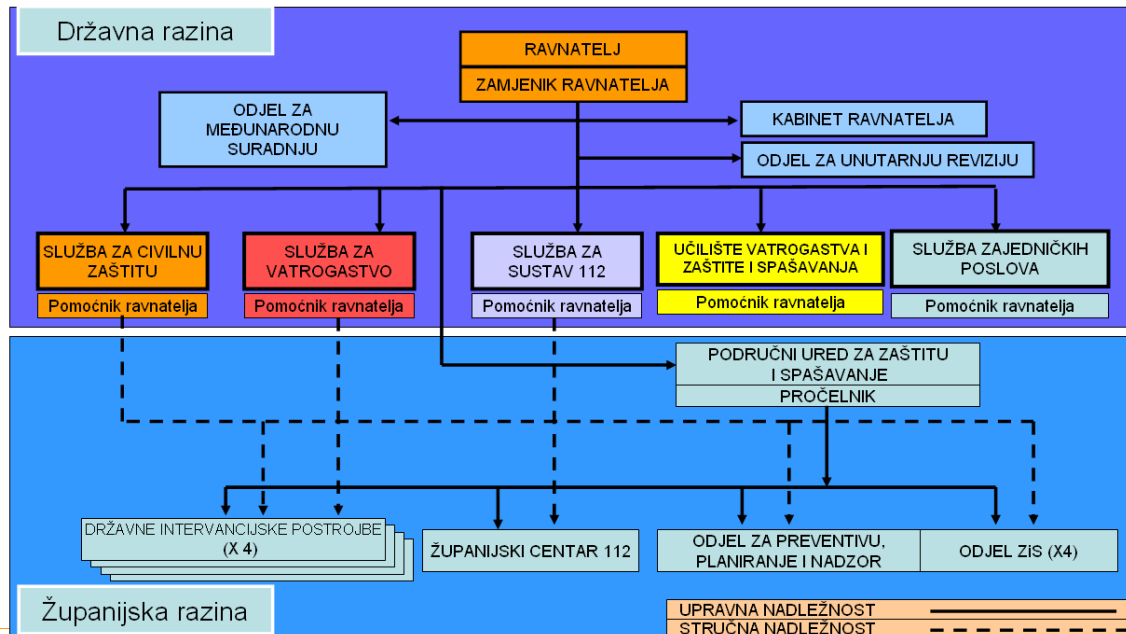 Državna razina
RAVNATELJ
ZAMJENIK RAVNATELJA
ODJEL ZA
MEĐUNARODNU
SURADNJU
KABINET RAVNATELJA
ODJEL ZA UNUTARNJU REVIZIJU
SLUŽBA ZA CIVILNU
ZAŠTITU
Pomoćnik ravnatelja
SLUŽBA ZA
VATROGASTVO
Pomoćnik ravnatelja
SLUŽBA ZA
SUSTAV 112
Pomoćnik ravnatelja
UČILIŠTE VATROGASTVA I
ZAŠTITE I SPAŠAVANJA
Pomoćnik ravnatelja
SLUŽBA ZAJEDNIČKIH
POSLOVA
Pomoćnik ravnatelja
PODRUČNI URED ZA ZAŠTITU
I SPAŠAVANJE
PROČELNIK
DRŽAVNE INTERVANCIJSKE POSTROJBE
(X 4)
ŽUPANIJSKI CENTAR 112
ODJEL ZA PREVENTIVU,
PLANIRANJE I NADZOR
ODJEL ZiS (X4)
Županijska razina
UPRAVNA NADLEŽNOST
STRUČNA NADLEŽNOST